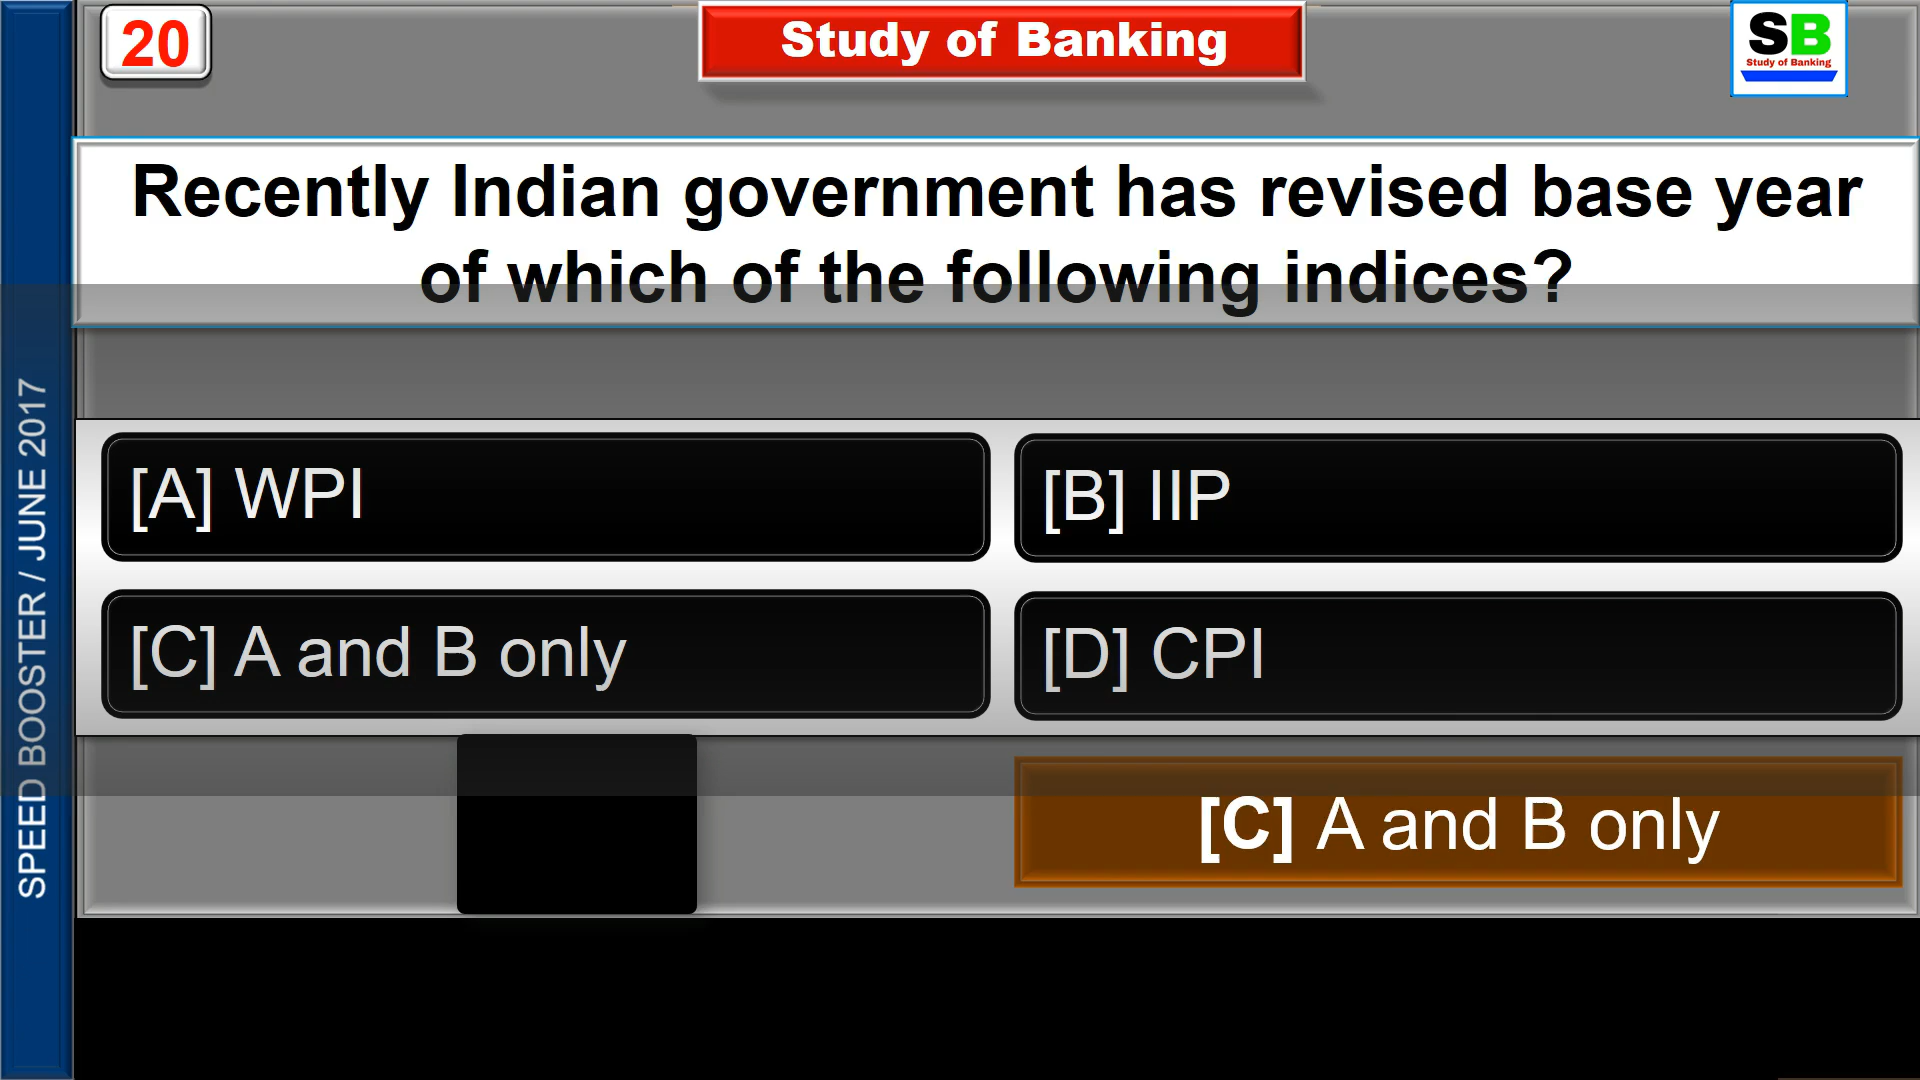 20
Study of Banking
SB
Study of Banking
Recently Indian government has revised base year
of which of the following indices?
[A] WPI
[B] IIP
[C] A and B only
[D] CPI
[C] A and B only
SPEED BOOSTER / JUNE 2017